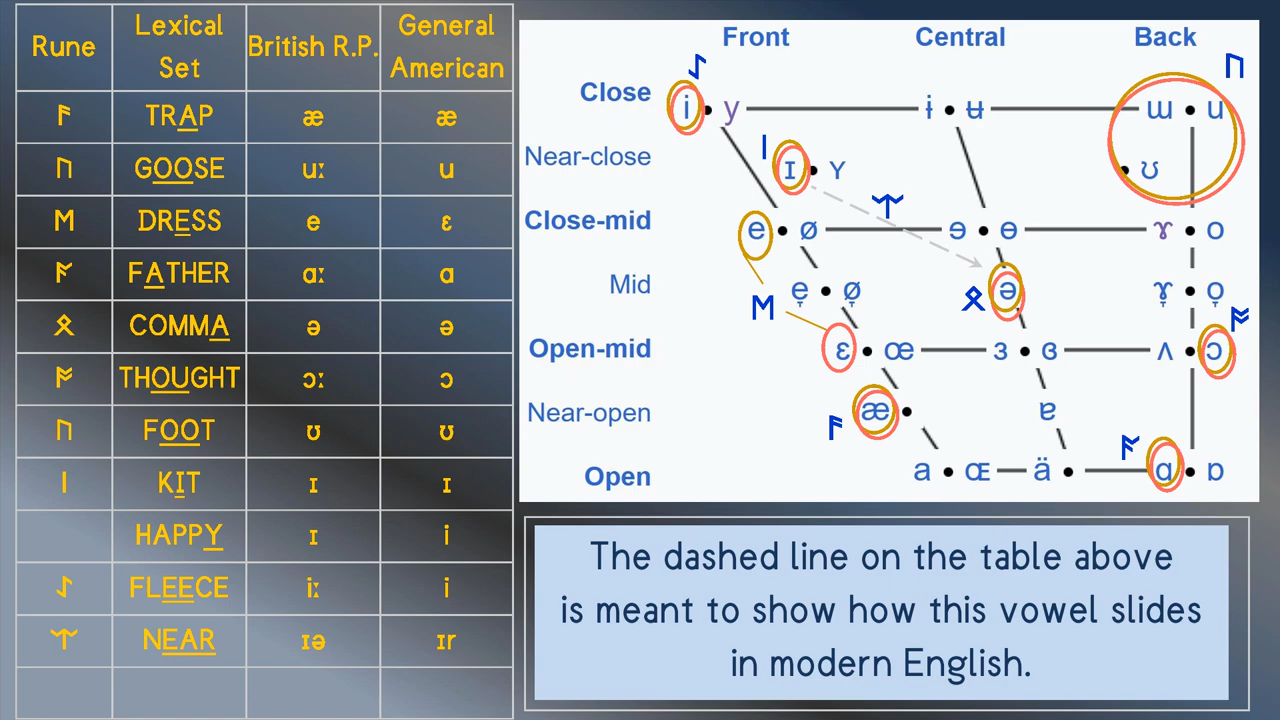 Rune Lexical Set British R.P. General American
ᚫ TRAP æ æ
ᚢ GOOSE uː u
ᛖ DRESS e ɛ
ᚪ FATHER ɑː ɑ
ᛟ COMMA ə ə
ᚩ THOUGHT ɔː ɔ
ᚢ FOOT ʊ ʊ
ᛁ KIT ɪ ɪ
HAPPY ɪ i
ᛇ FLEECE iː i
ᛠ NEAR ɪə ɪr
Front Central Back
ᛇ ᚢ
Close i • y ɨ • ʉ ɯ • u
Near-close ᛁ ɪ • ʏ • ʊ
ᛠ
Close-mid e • ø ɘ • ɵ ɤ • o
Mid ᛖ e̞ • ø̞ ᛟ ə ɤ̞ • o̞
ᚩ
Open-mid ɛ • œ ɜ • ɞ ʌ • ɔ
Near-open ᚫ æ • ɐ
ᚪ
Open a • ɶ ä • ɑ • ɒ
The dashed line on the table above
is meant to show how this vowel slides
in modern English.